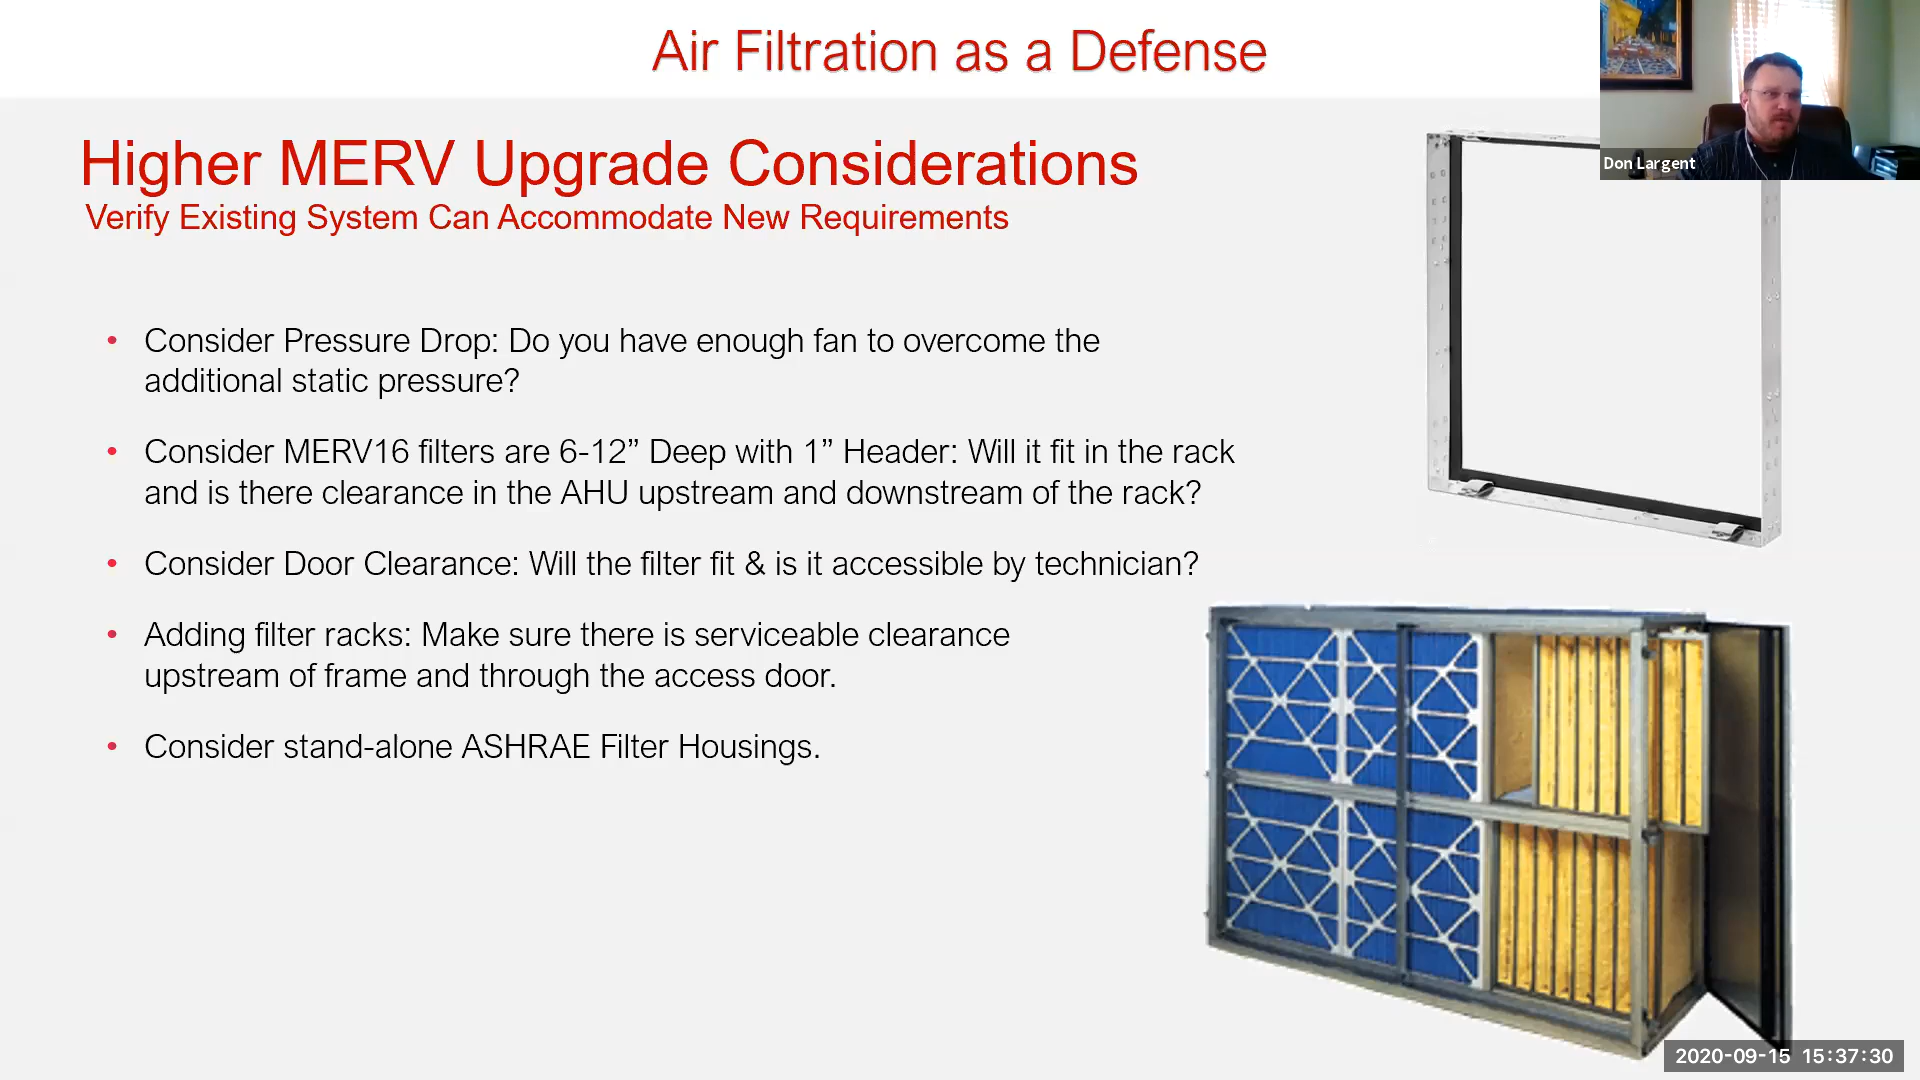 Air Filtration as a Defense
Don Largent
Higher MERV Upgrade Considerations
Verify Existing System Can Accommodate New Requirements
• Consider Pressure Drop: Do you have enough fan to overcome the
additional static pressure?
• Consider MERV16 filters are 6-12” Deep with 1” Header: Will it fit in the rack
and is there clearance in the AHU upstream and downstream of the rack?
• Consider Door Clearance: Will the filter fit & is it accessible by technician?
• Adding filter racks: Make sure there is serviceable clearance
upstream of frame and through the access door.
• Consider stand-alone ASHRAE Filter Housings.
2020-09-15 15:37:30